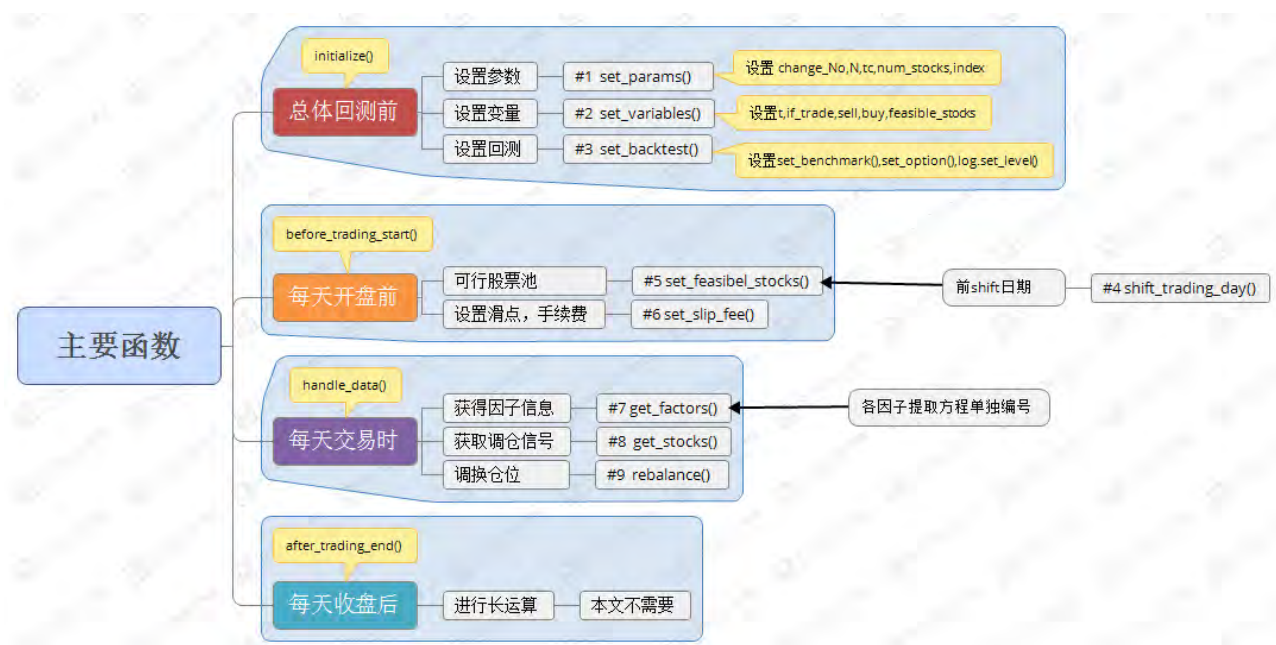 主要函数
initialize()
总体回测前
设置参数
#1 set_params()
设置 change_No,N,tc,num_stocks,index
设置变量
#2 set_variables()
设置t,if_trade,sell,buy,feasible_stocks
设置回测
#3 set_backtest()
设置set_benchmark(),set_option(),log.set_level()
before_trading_start()
每天开盘前
可行股票池
#5 set_feasibel_stocks()
前shift日期
#4 shift_trading_day()
设置滑点，手续费
#6 set_slip_fee()
handle_data()
每天交易时
获得因子信息
#7 get_factors()
各因子提取方程单独编号
获取调仓信号
#8 get_stocks()
调换仓位
#9 rebalance()
after_trading_end()
每天收盘后
进行长运算
本文不需要